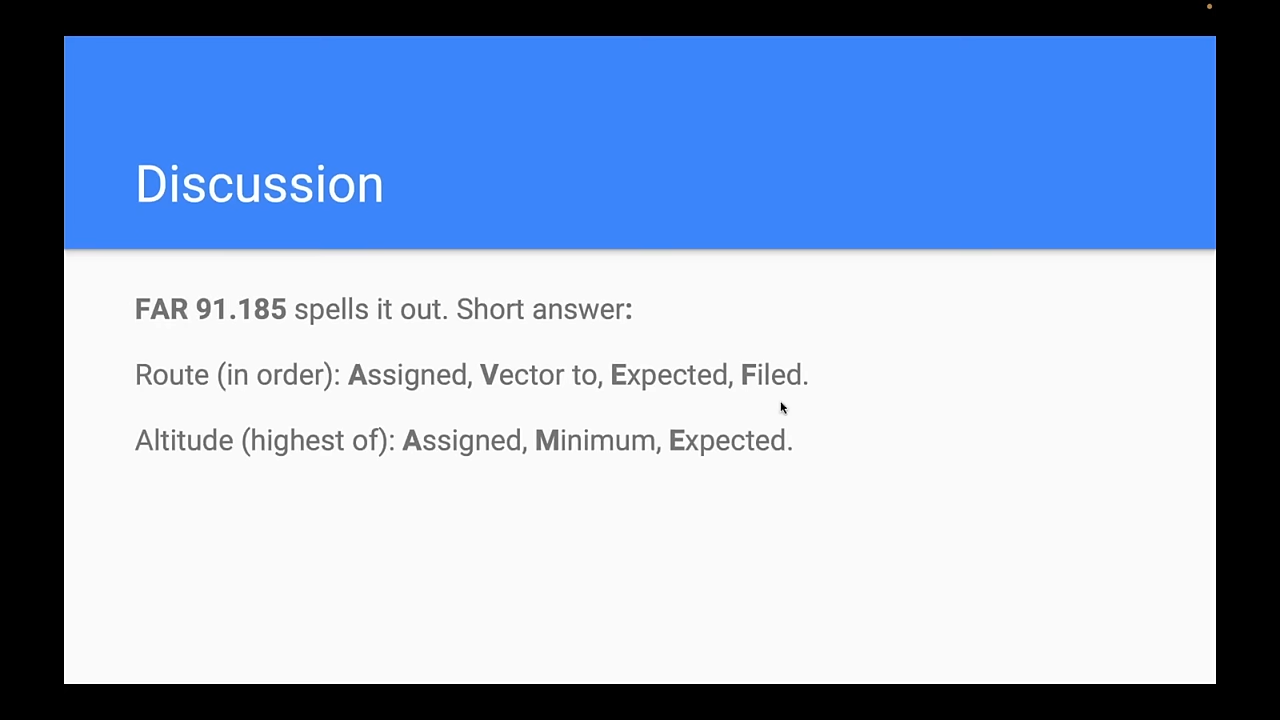 Discussion
FAR 91.185 spells it out. Short answer:
Route (in order): Assigned, Vector to, Expected, Filed.
Altitude (highest of): Assigned, Minimum, Expected.